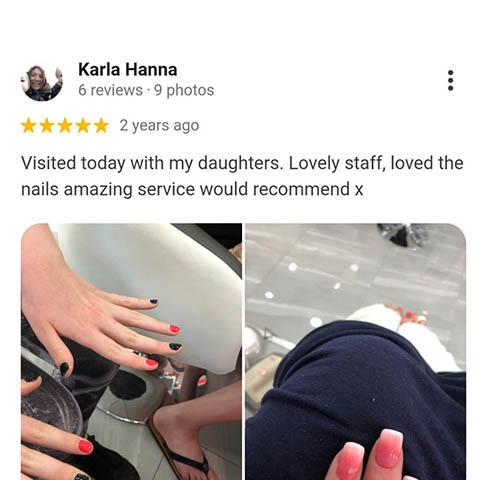 Karla Hanna
6 reviews · 9 photos
2 years ago
Visited today with my daughters. Lovely staff, loved the
nails amazing service would recommend x